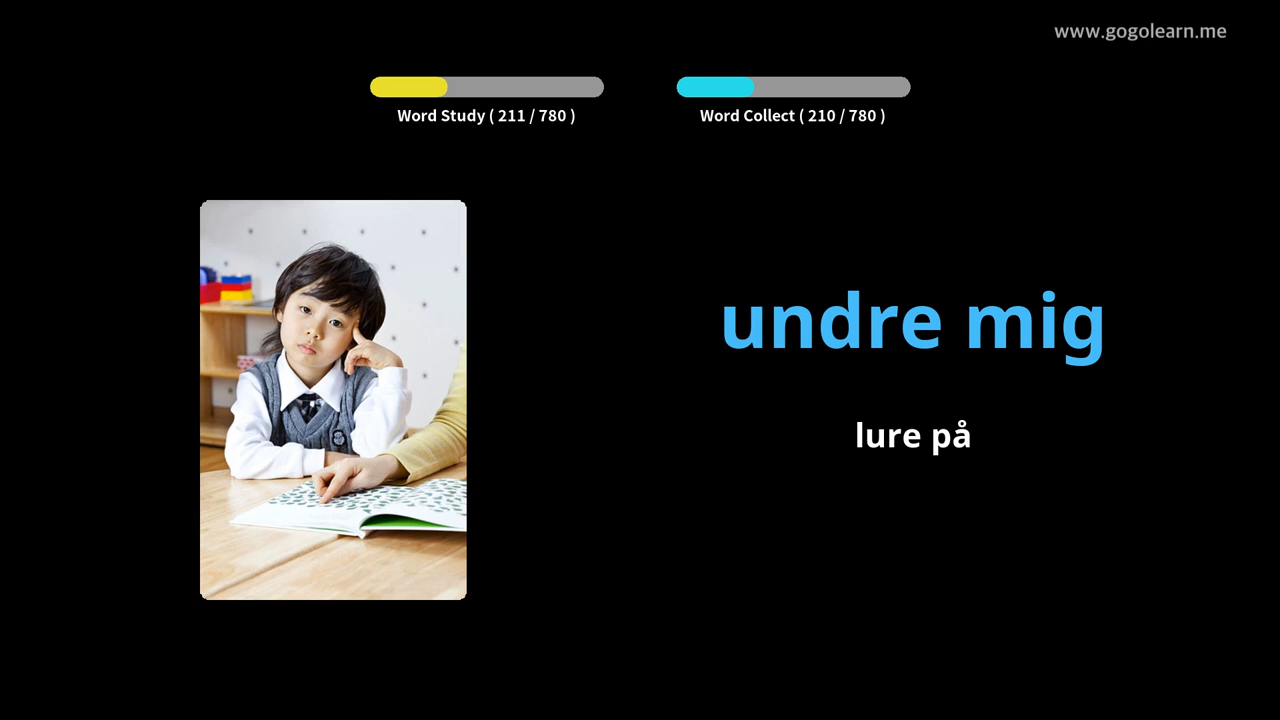 www.gogolearn.me
Word Study ( 211 / 780 )
Word Collect ( 210 / 780 )
undre mig
lure på